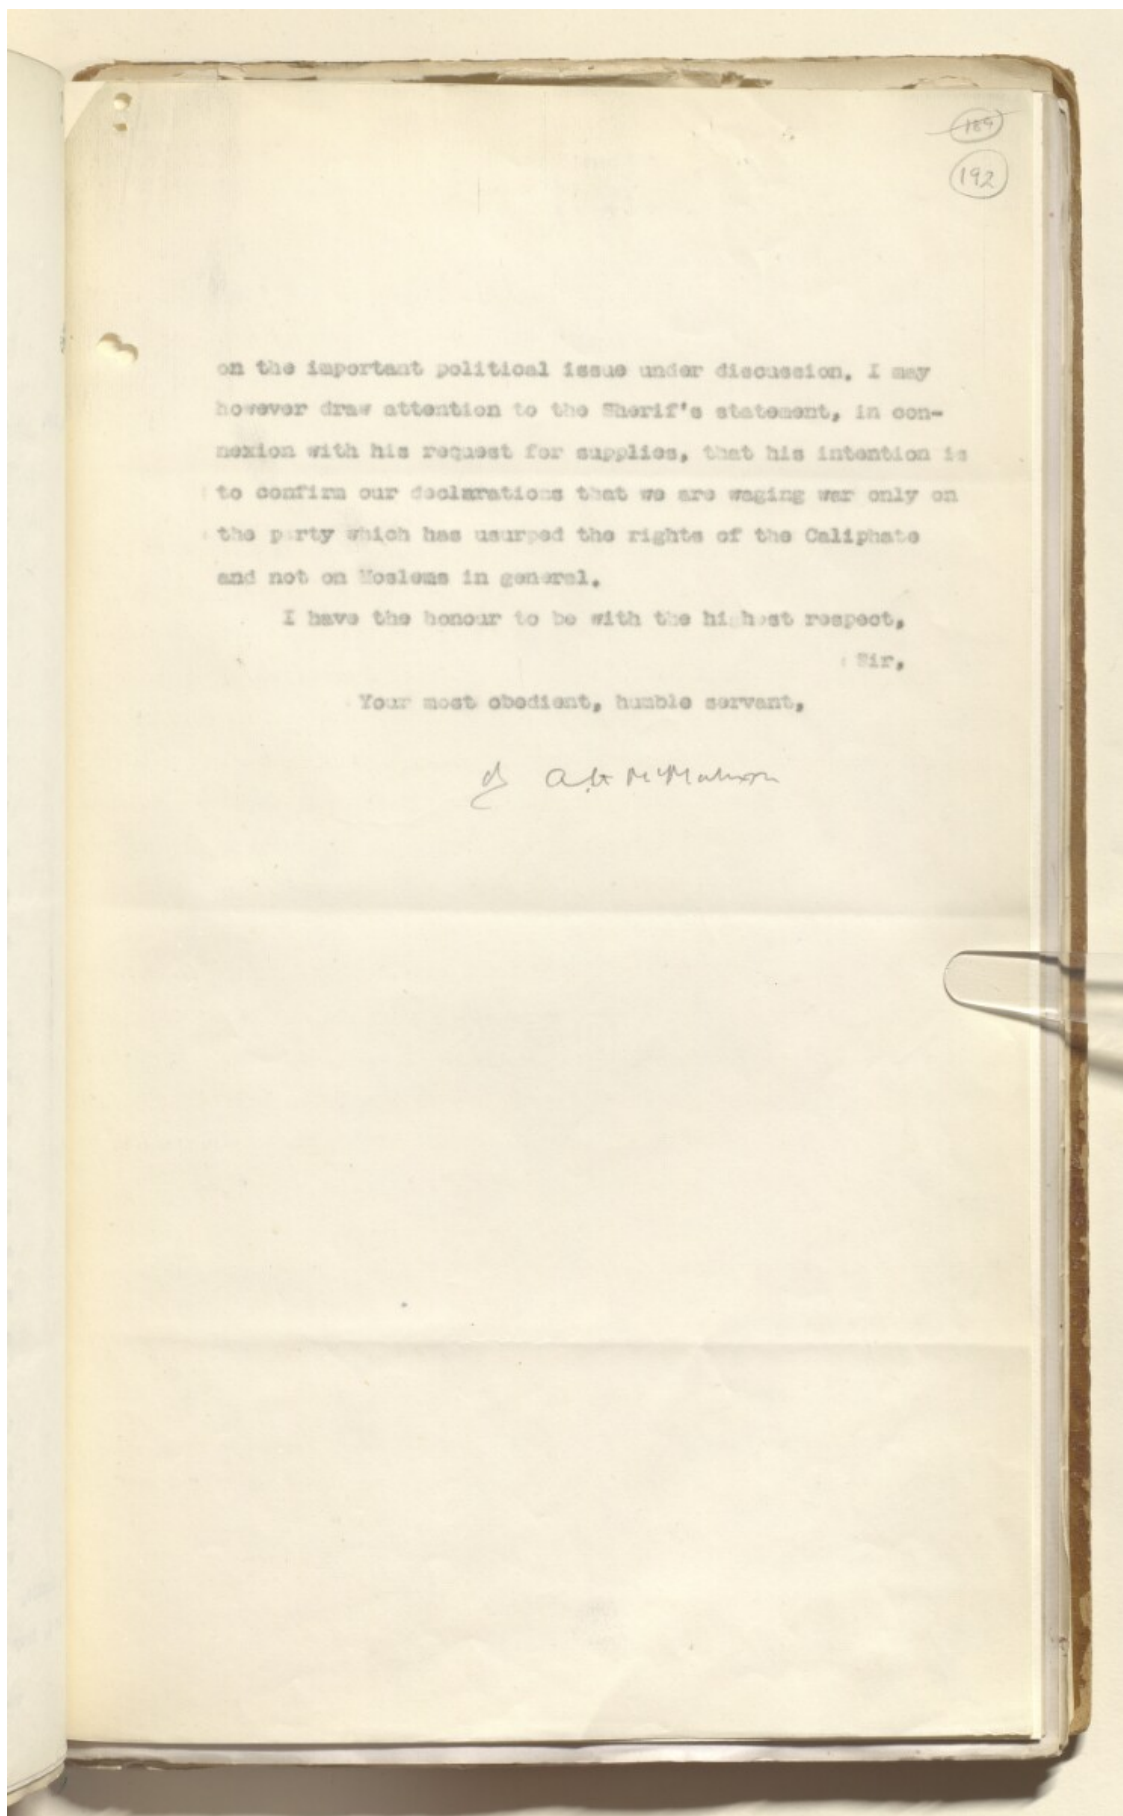 189
192
on the important political issue under discussion. I may
however draw attention to the Sherif's statement, in con-
nexion with his request for supplies, that his intention is
to confirm our declarations that we are waging war only on
the party which has usurped the rights of the Caliphate
and not on Moslems in general.
I have the honour to be with the highest respect,
Sir,
Your most obedient, humble servant,
A.H McMahon